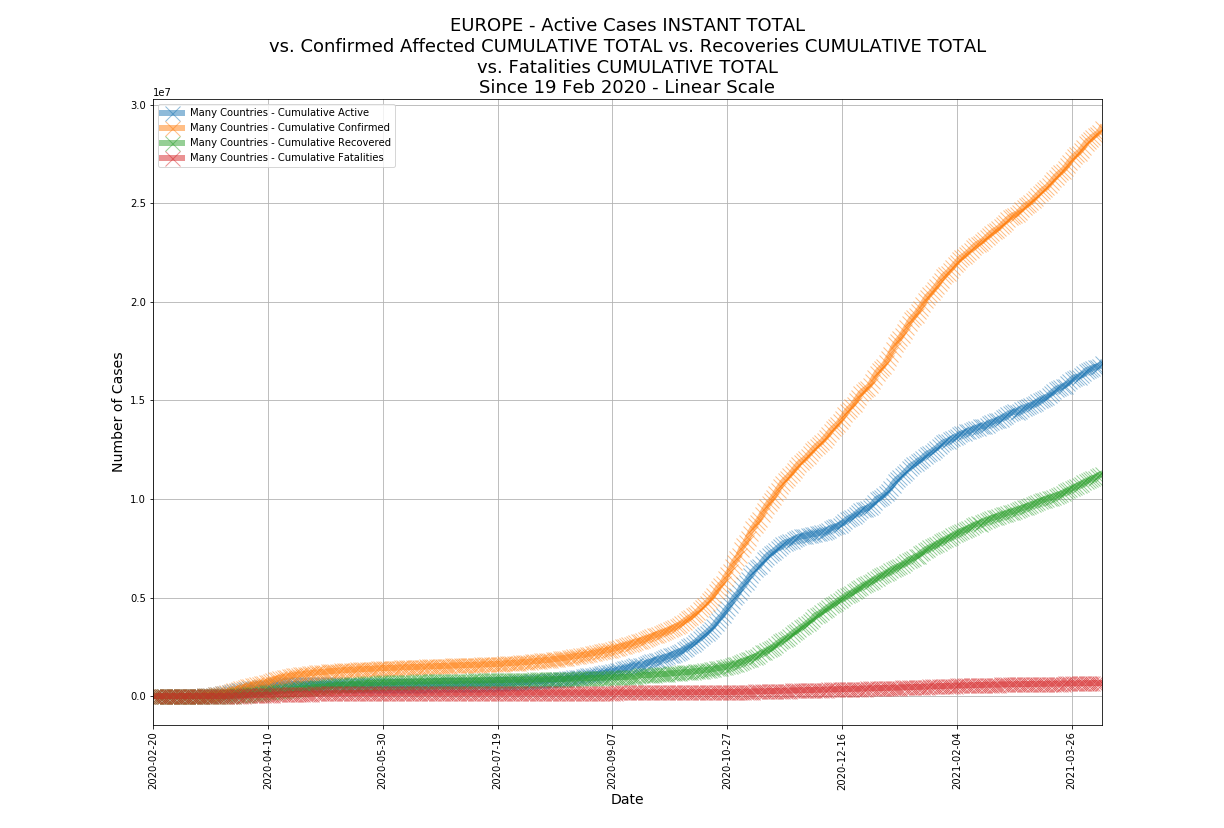 EUROPE - Active Cases INSTANT TOTAL
vs. Confirmed Affected CUMULATIVE TOTAL vs. Recoveries CUMULATIVE TOTAL
vs. Fatalities CUMULATIVE TOTAL
Since 19 Feb 2020 - Linear Scale
1e7
Many Countries - Cumulative Active
Many Countries - Cumulative Confirmed
Many Countries - Cumulative Recovered
Many Countries - Cumulative Fatalities
3.0
2.5
2.0
1.5
1.0
0.5
0.0
Number of Cases
2020-02-20
2020-04-10
2020-05-30
2020-07-19
2020-09-07
2020-10-27
2020-12-16
2021-02-04
2021-03-26
Date